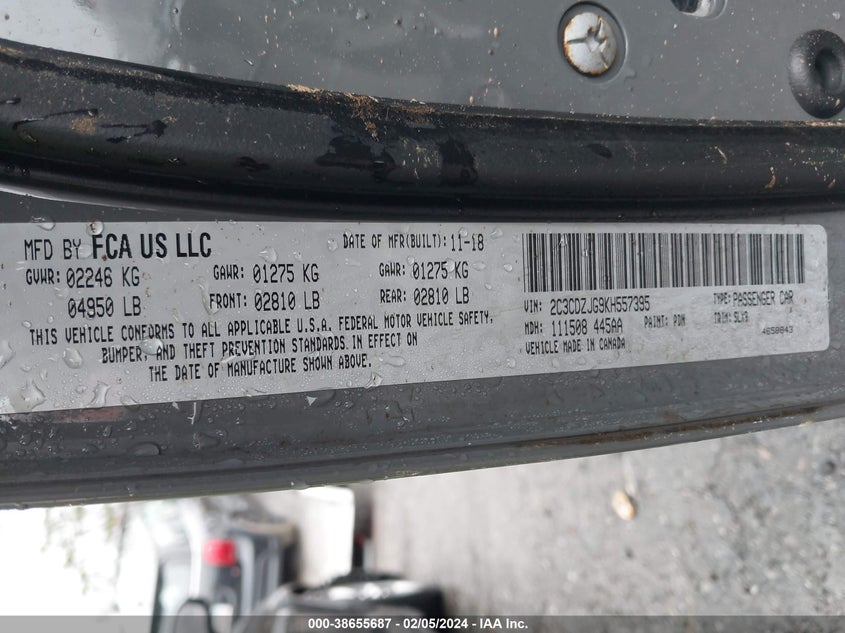 MFD BY FCA US LLC
DATE OF MFR(BUILT): 11-18
GVWR: 02246 KG
GAWR: 01275 KG
GAWR: 01275 KG
04950 LB
FRONT: 02810 LB
REAR: 02810 LB
THIS VEHICLE CONFORMS TO ALL APPLICABLE U.S.A. FEDERAL MOTOR VEHICLE SAFETY,
BUMPER, AND THEFT PREVENTION STANDARDS IN EFFECT ON
THE DATE OF MANUFACTURE SHOWN ABOVE.
VIN: 2C3CDZJG9KH557395
TYPE: PASSENGER CAR
MDH: 111508 445AA
PAINT: PDN
TRIM: SLX9
VEHICLE MADE IN CANADA
4658843
000-38655687 - 02/05/2024 - IAA Inc.